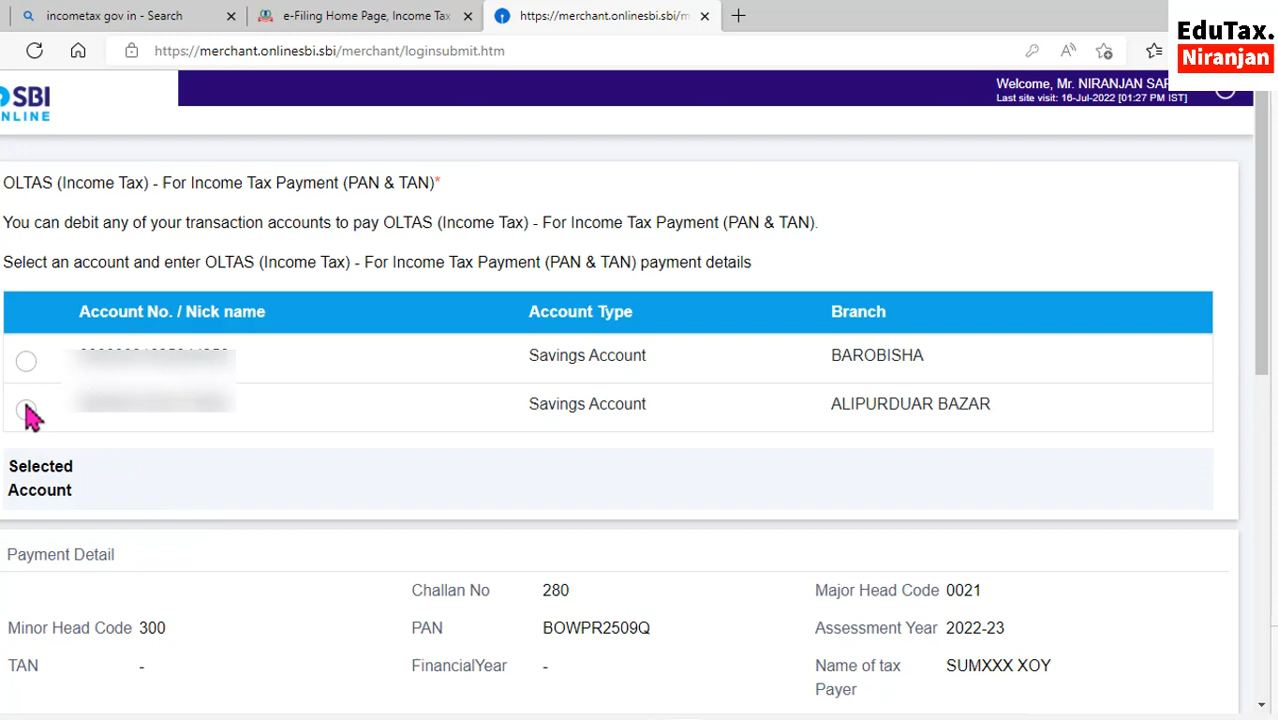 incometax gov in - Search
e-Filing Home Page, Income Tax
https://merchant.onlinesbi.sbi/m
EduTax.
Niranjan
https://merchant.onlinesbi.sbi/merchant/loginsubmit.htm
SBI
NLINE
Welcome, Mr. NIRANJAN SAR
Last site visit: 16-Jul-2022 [01:27 PM IST]
OLTAS (Income Tax) - For Income Tax Payment (PAN & TAN)*
You can debit any of your transaction accounts to pay OLTAS (Income Tax) - For Income Tax Payment (PAN & TAN).
Select an account and enter OLTAS (Income Tax) - For Income Tax Payment (PAN & TAN) payment details
Account No. / Nick name Account Type Branch
Savings Account BAROBISHA
Savings Account ALIPURDUAR BAZAR
Selected
Account
Payment Detail
Challan No 280 Major Head Code 0021
Minor Head Code 300 PAN BOWPR2509Q Assessment Year 2022-23
TAN - FinancialYear - Name of tax
Payer SUMXXX XOY